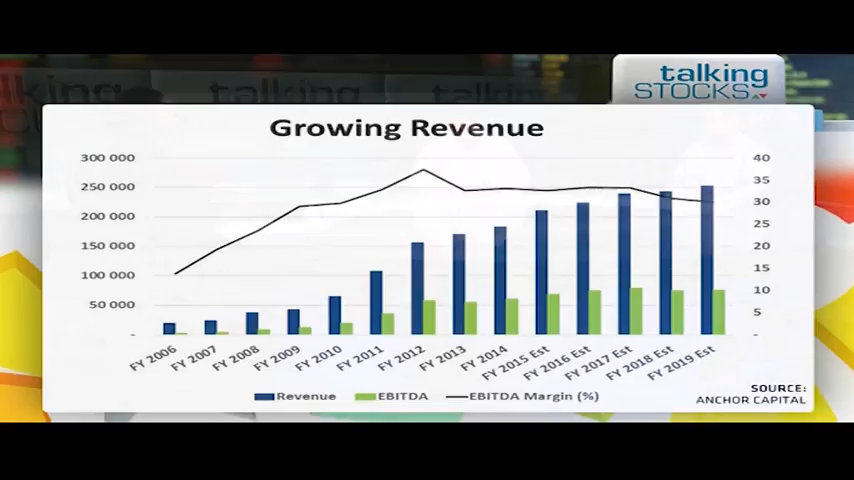 talking
STOCKS
Growing Revenue
300 000
250 000
200 000
150 000
100 000
50 000
-
40
35
30
25
20
15
10
5
-
FY 2006
FY 2007
FY 2008
FY 2009
FY 2010
FY 2011
FY 2012
FY 2013
FY 2014
FY 2015 Est
FY 2016 Est
FY 2017 Est
FY 2018 Est
FY 2019 Est
Revenue
EBITDA
EBITDA Margin (%)
SOURCE:
ANCHOR CAPITAL